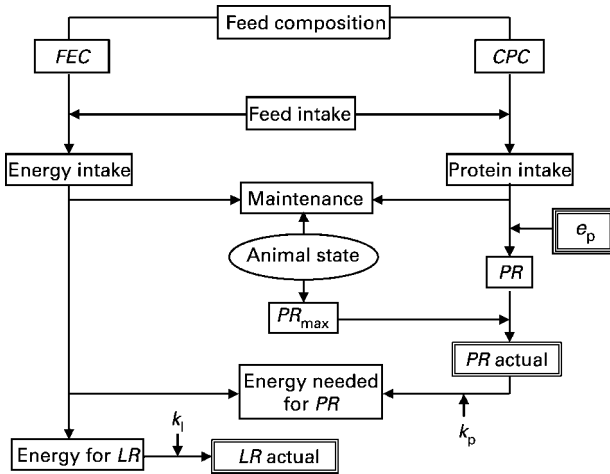 Feed composition
FEC
CPC
Feed intake
Energy intake
Protein intake
Maintenance
e_p
Animal state
PR
PR_max
PR actual
Energy needed
for PR
k_l
k_p
Energy for LR
LR actual